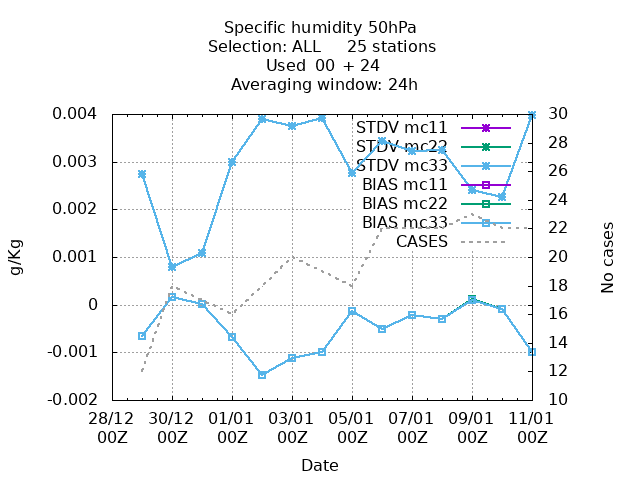 Specific humidity 50hPa
Selection: ALL     25 stations
Used  00  + 24
Averaging window: 24h
g/Kg
0.004
0.003
0.002
0.001
0
-0.001
-0.002
STDV mc11
STDV mc22
STDV mc33
BIAS mc11
BIAS mc22
BIAS mc33
CASES
30
28
26
24
22
20
18
16
14
12
10
No cases
28/12 30/12 01/01 03/01 05/01 07/01 09/01 11/01
00Z 00Z 00Z 00Z 00Z 00Z 00Z 00Z
Date